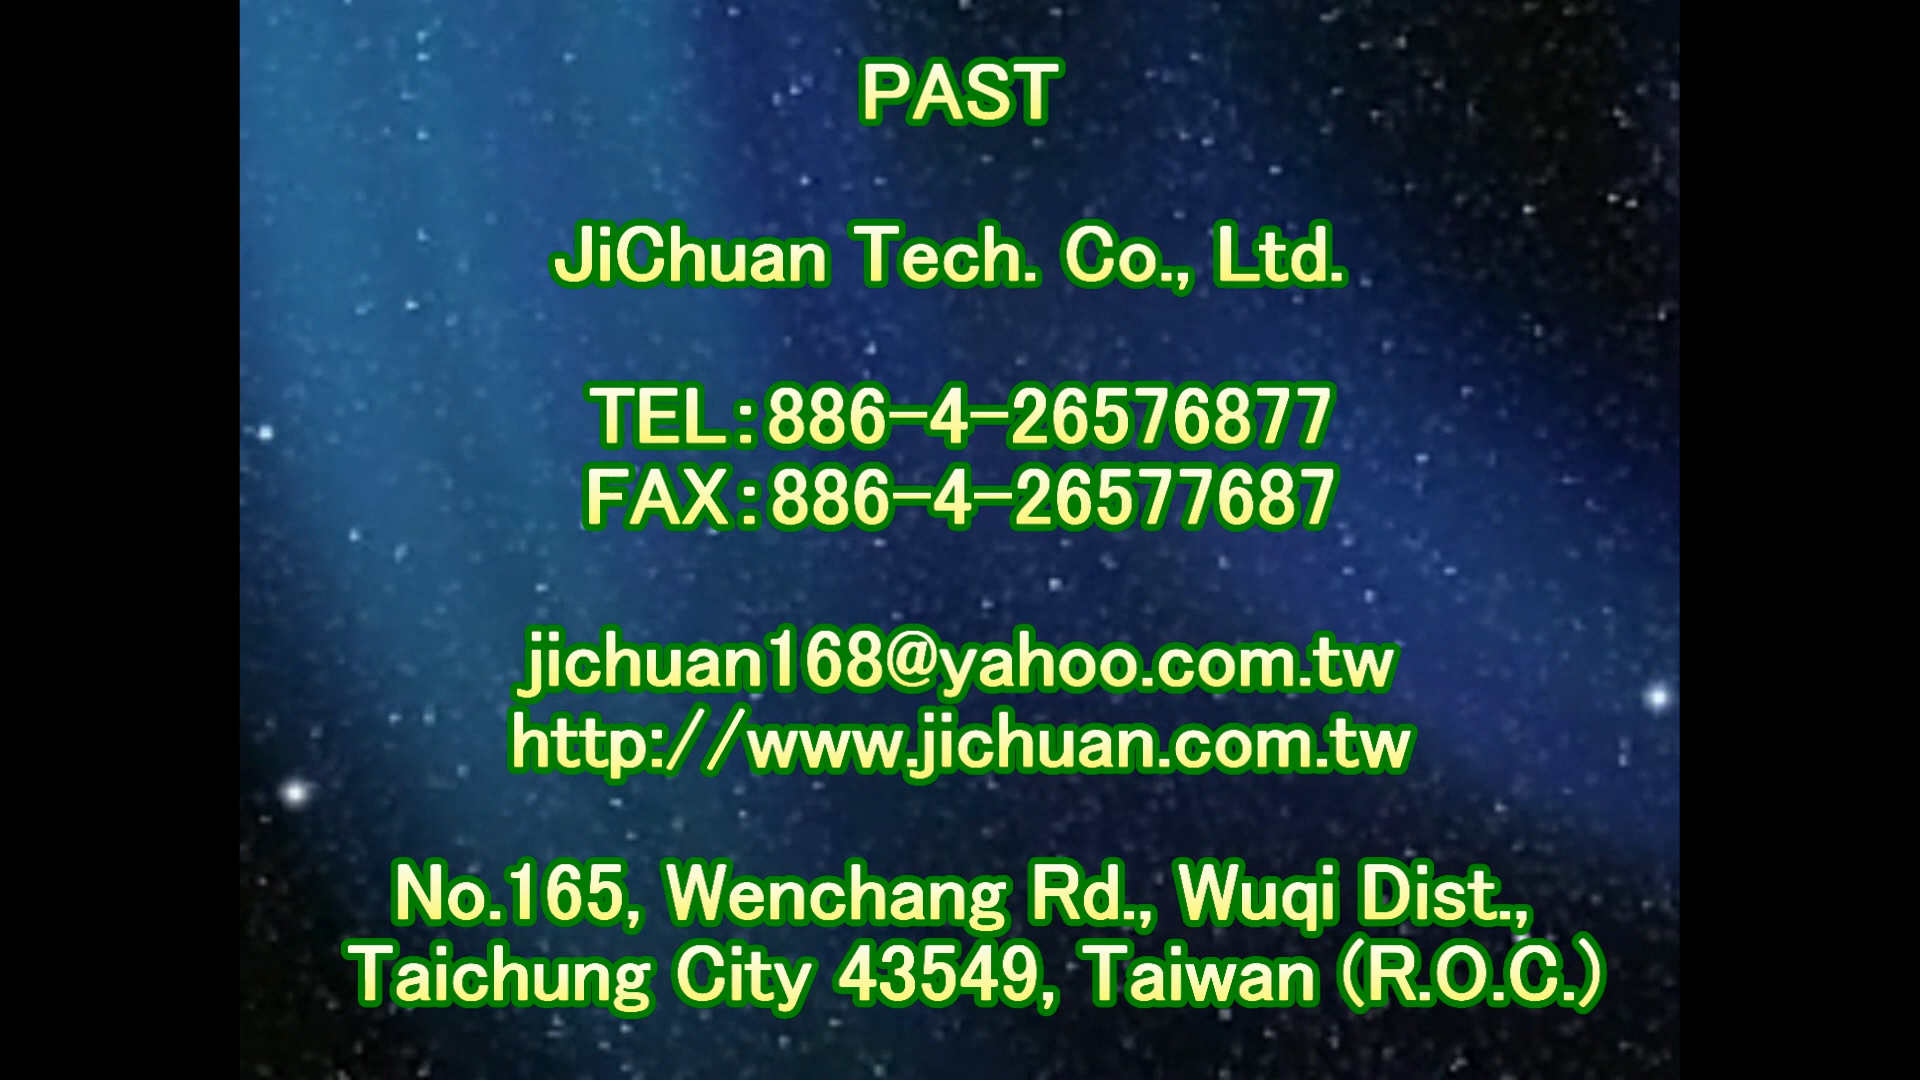 PAST
JiChuan Tech. Co., Ltd.
TEL:886-4-26576877
FAX:886-4-26577687
jichuan168@yahoo.com.tw
http://www.jichuan.com.tw
No.165, Wenchang Rd., Wuqi Dist.,
Taichung City 43549, Taiwan (R.O.C.)